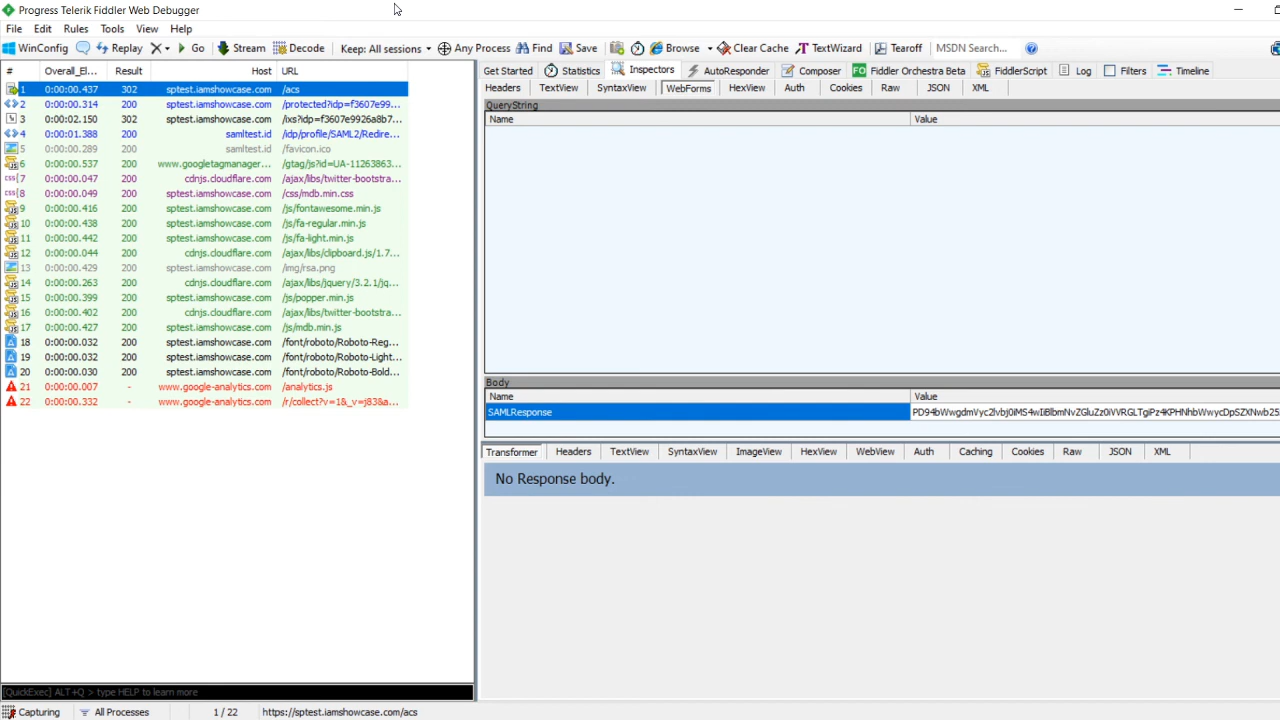 Progress Telerik Fiddler Web Debugger
File Edit Rules Tools View Help
WinConfig Replay Go Stream Decode Keep: All sessions Any Process Find Save Browse Clear Cache TextWizard Tearoff MSDN Search...
# Overall_El... Result Host URL
1 0:00:00.437 302 sptest.iamshowcase.com /acs
2 0:00:00.314 200 sptest.iamshowcase.com /protected?idp=f3607e99...
3 0:00:02.150 302 sptest.iamshowcase.com /ixs?idp=f3607e9926a8b7...
4 0:00:01.388 200 samltest.id /idp/profile/SAML2/Redire...
5 0:00:00.289 200 samltest.id /favicon.ico
6 0:00:00.537 200 www.googletagmanager... /gtag/js?id=UA-11263863...
7 0:00:00.047 200 cdnjs.cloudflare.com /ajax/libs/twitter-bootstra...
8 0:00:00.049 200 sptest.iamshowcase.com /css/mdb.min.css
9 0:00:00.416 200 sptest.iamshowcase.com /js/fontawesome.min.js
10 0:00:00.438 200 sptest.iamshowcase.com /js/fa-regular.min.js
11 0:00:00.442 200 sptest.iamshowcase.com /js/fa-light.min.js
12 0:00:00.044 200 cdnjs.cloudflare.com /ajax/libs/clipboard.js/1.7...
13 0:00:00.429 200 sptest.iamshowcase.com /img/rsa.png
14 0:00:00.263 200 cdnjs.cloudflare.com /ajax/libs/jquery/3.2.1/jq...
15 0:00:00.399 200 sptest.iamshowcase.com /js/popper.min.js
16 0:00:00.402 200 cdnjs.cloudflare.com /ajax/libs/twitter-bootstra...
17 0:00:00.427 200 sptest.iamshowcase.com /js/mdb.min.js
18 0:00:00.032 200 sptest.iamshowcase.com /font/roboto/Roboto-Reg...
19 0:00:00.032 200 sptest.iamshowcase.com /font/roboto/Roboto-Light...
20 0:00:00.030 200 sptest.iamshowcase.com /font/roboto/Roboto-Bold...
21 0:00:00.007 - www.google-analytics.com /analytics.js
22 0:00:00.332 - www.google-analytics.com /r/collect?v=1&_v=j83&a...
[QuickExec] ALT+Q > type HELP to learn more
Get Started Statistics Inspectors AutoResponder Composer FO Fiddler Orchestra Beta FiddlerScript Log Filters Timeline
Headers TextView SyntaxView WebForms HexView Auth Cookies Raw JSON XML
QueryString
Name Value
Body
Name Value
SAMLResponse
Transformer Headers TextView SyntaxView ImageView HexView WebView Auth Caching Cookies Raw JSON XML
No Response body.
Capturing All Processes 1 / 22 https://sptest.iamshowcase.com/acs